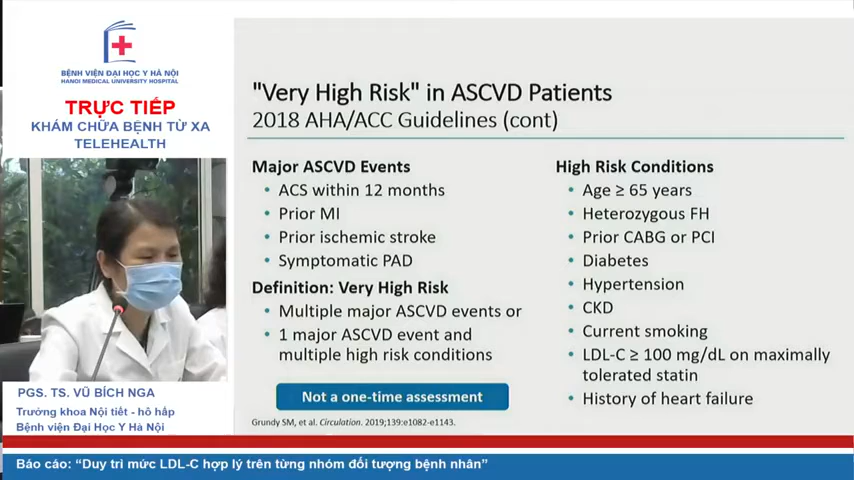 BỆNH VIỆN ĐẠI HỌC Y HÀ NỘI
HANOI MEDICAL UNIVERSITY HOSPITAL
TRỰC TIẾP
KHÁM CHỮA BỆNH TỪ XA
TELEHEALTH
PGS. TS. VŨ BÍCH NGA
Trưởng khoa Nội tiết - hô hấp
Bệnh viện Đại Học Y Hà Nội
"Very High Risk" in ASCVD Patients
2018 AHA/ACC Guidelines (cont)
Major ASCVD Events
• ACS within 12 months
• Prior MI
• Prior ischemic stroke
• Symptomatic PAD
Definition: Very High Risk
• Multiple major ASCVD events or
• 1 major ASCVD event and
multiple high risk conditions
Not a one-time assessment
Grundy SM, et al. Circulation. 2019;139:e1082-e1143.
High Risk Conditions
• Age ≥ 65 years
• Heterozygous FH
• Prior CABG or PCI
• Diabetes
• Hypertension
• CKD
• Current smoking
• LDL-C ≥ 100 mg/dL on maximally
tolerated statin
• History of heart failure
Báo cáo: “Duy trì mức LDL-C hợp lý trên từng nhóm đối tượng bệnh nhân”